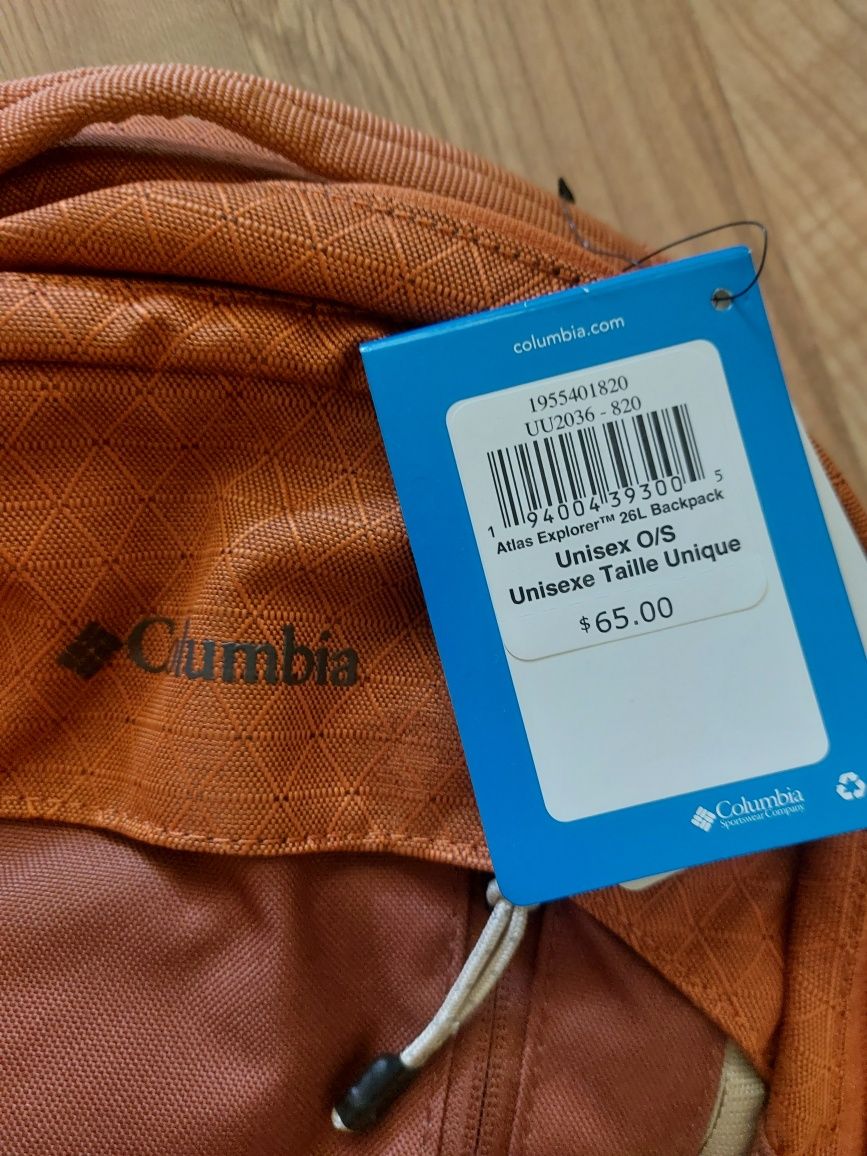 columbia.com
1955401820
UU2036 - 820
1 94004 39300 5
Atlas Explorer™ 26L Backpack
Unisex O/S
Unisexe Taille Unique
$65.00
Columbia
Columbia
Sportswear Company